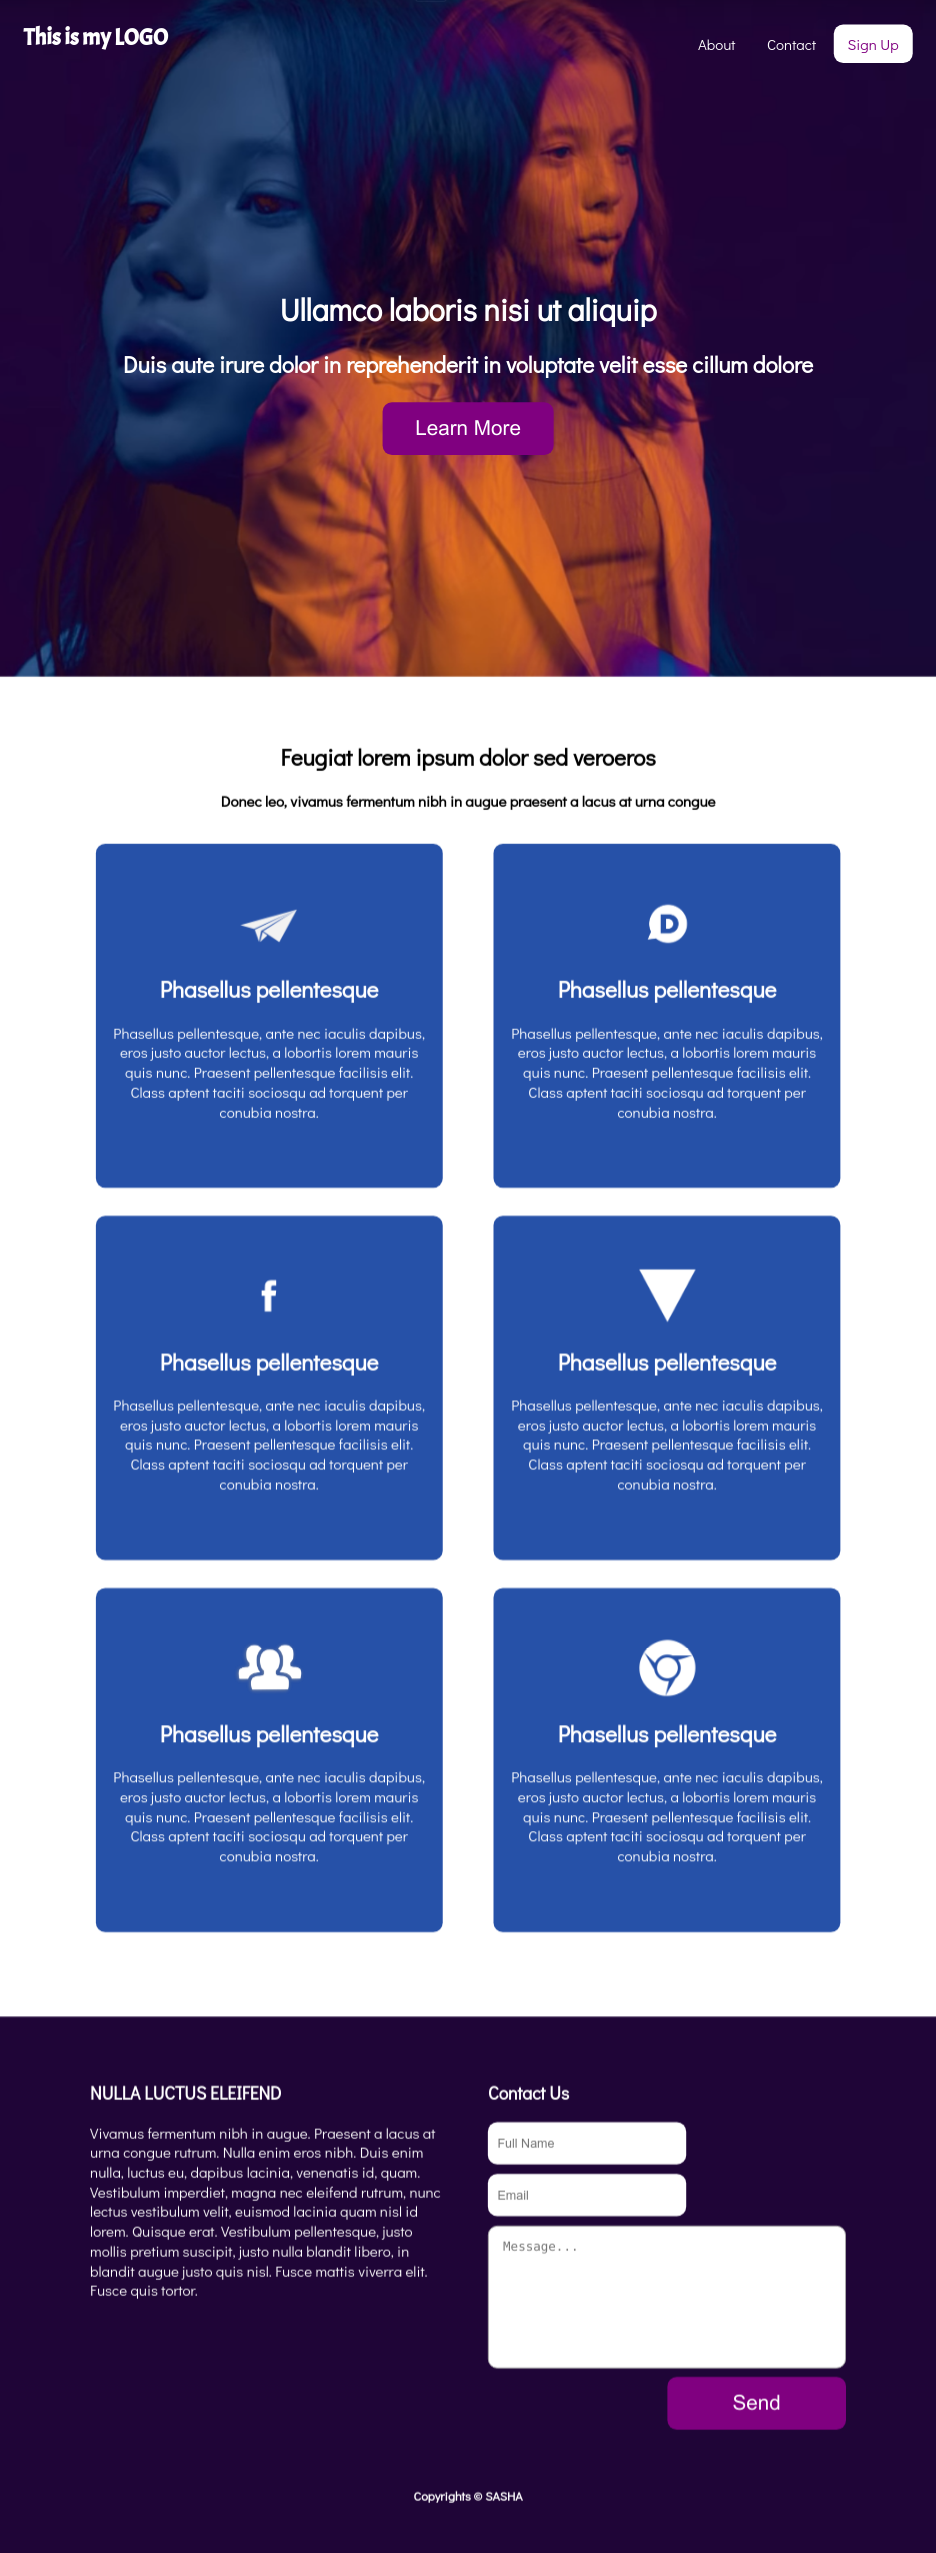 This is my LOGO
About
Contact
Sign Up
Ullamco laboris nisi ut aliquip
Duis aute irure dolor in reprehenderit in voluptate velit esse cillum dolore
Learn More
Feugiat lorem ipsum dolor sed veroeros
Donec leo, vivamus fermentum nibh in augue praesent a lacus at urna congue
Phasellus pellentesque
Phasellus pellentesque, ante nec iaculis dapibus,
eros justo auctor lectus, a lobortis lorem mauris
quis nunc. Praesent pellentesque facilisis elit.
Class aptent taciti sociosqu ad torquent per
conubia nostra.
D
Phasellus pellentesque
Phasellus pellentesque, ante nec iaculis dapibus,
eros justo auctor lectus, a lobortis lorem mauris
quis nunc. Praesent pellentesque facilisis elit.
Class aptent taciti sociosqu ad torquent per
conubia nostra.
f
Phasellus pellentesque
Phasellus pellentesque, ante nec iaculis dapibus,
eros justo auctor lectus, a lobortis lorem mauris
quis nunc. Praesent pellentesque facilisis elit.
Class aptent taciti sociosqu ad torquent per
conubia nostra.
Phasellus pellentesque
Phasellus pellentesque, ante nec iaculis dapibus,
eros justo auctor lectus, a lobortis lorem mauris
quis nunc. Praesent pellentesque facilisis elit.
Class aptent taciti sociosqu ad torquent per
conubia nostra.
Phasellus pellentesque
Phasellus pellentesque, ante nec iaculis dapibus,
eros justo auctor lectus, a lobortis lorem mauris
quis nunc. Praesent pellentesque facilisis elit.
Class aptent taciti sociosqu ad torquent per
conubia nostra.
Phasellus pellentesque
Phasellus pellentesque, ante nec iaculis dapibus,
eros justo auctor lectus, a lobortis lorem mauris
quis nunc. Praesent pellentesque facilisis elit.
Class aptent taciti sociosqu ad torquent per
conubia nostra.
NULLA LUCTUS ELEIFEND
Vivamus fermentum nibh in augue. Praesent a lacus at
urna congue rutrum. Nulla enim eros nibh. Duis enim
nulla, luctus eu, dapibus lacinia, venenatis id, quam.
Vestibulum imperdiet, magna nec eleifend rutrum, nunc
lectus vestibulum velit, euismod lacinia quam nisl id
lorem. Quisque erat. Vestibulum pellentesque, justo
mollis pretium suscipit, justo nulla blandit libero, in
blandit augue justo quis nisl. Fusce mattis viverra elit.
Fusce quis tortor.
Contact Us
Full Name
Email
Message...
Send
Copyrights © SASHA